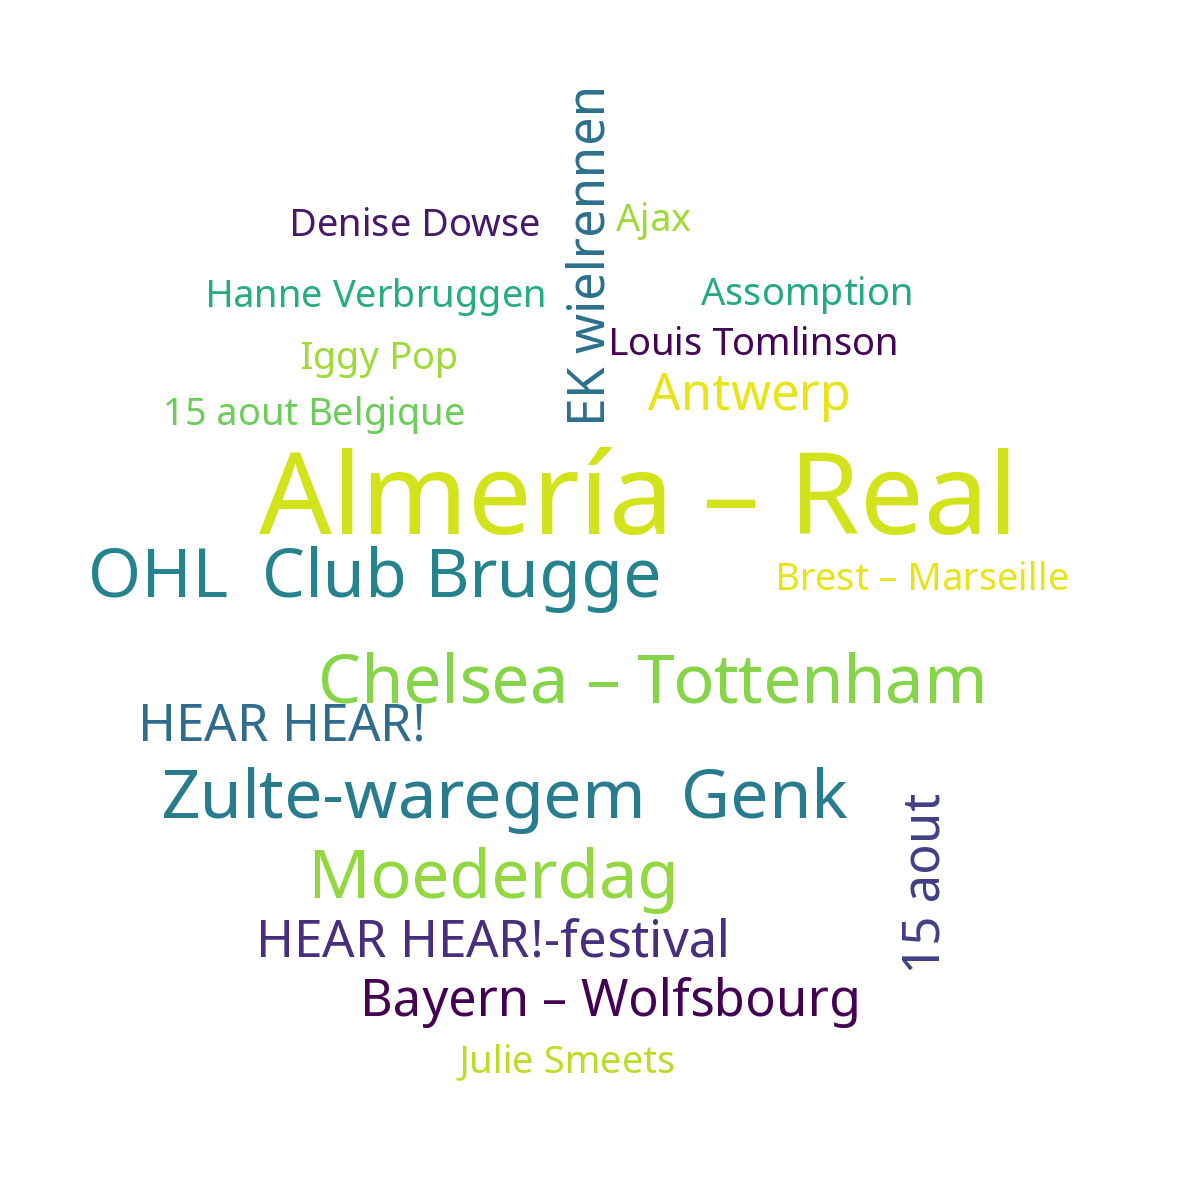 EK wielrennen
Denise Dowse
Ajax
Hanne Verbruggen
Assomption
Louis Tomlinson
Iggy Pop
Antwerp
15 aout Belgique
Almería – Real
OHL  Club Brugge
Brest – Marseille
Chelsea – Tottenham
HEAR HEAR!
Zulte-waregem  Genk
15 aout
Moederdag
HEAR HEAR!-festival
Bayern – Wolfsbourg
Julie Smeets